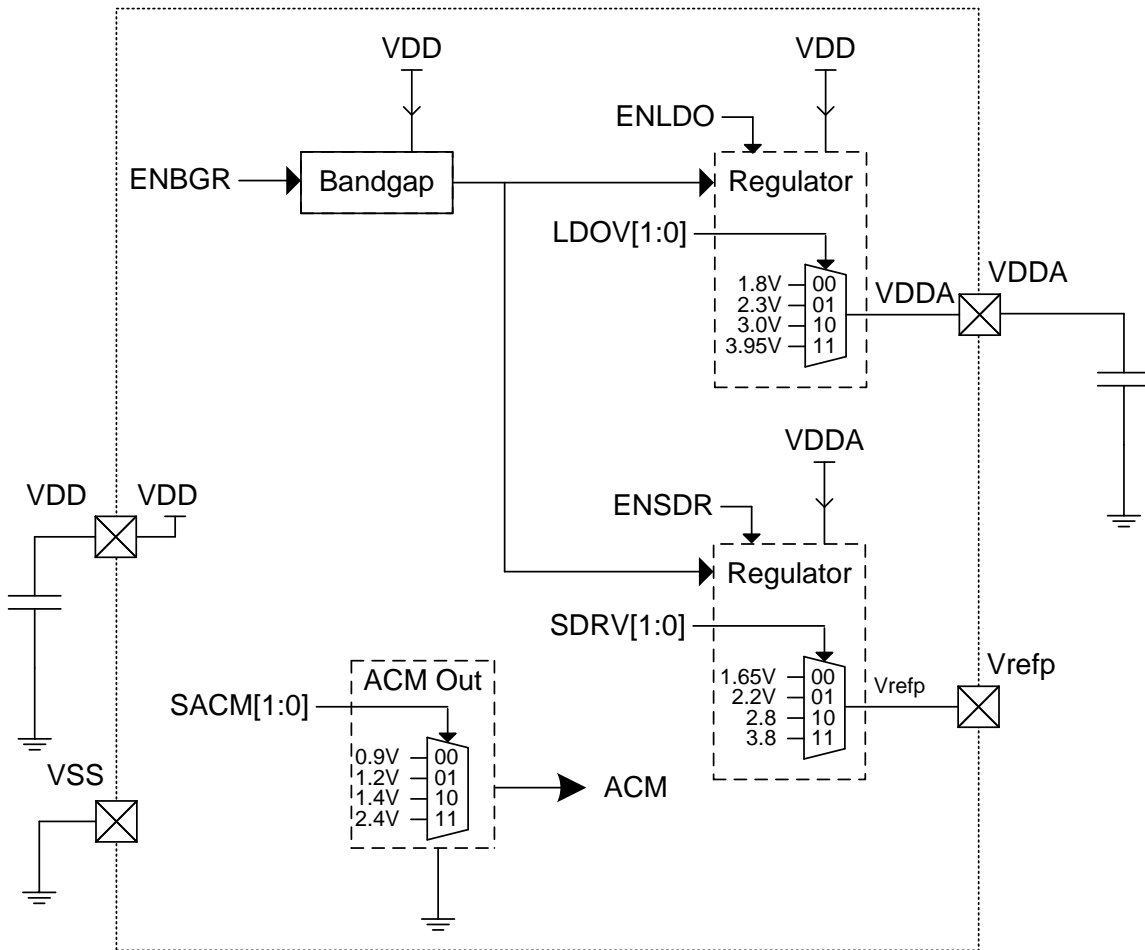 VDD
VDD
ENLDO
ENBGR
Bandgap
Regulator
LDOV[1:0]
1.8V
00
2.3V
01
3.0V
10
3.95V
11
VDDA
VDDA
VDDA
VDD
VDD
ENSDR
Regulator
SDRV[1:0]
1.65V
00
2.2V
01
2.8
10
3.8
11
Vrefp
Vrefp
ACM Out
SACM[1:0]
0.9V
00
1.2V
01
1.4V
10
2.4V
11
ACM
VSS